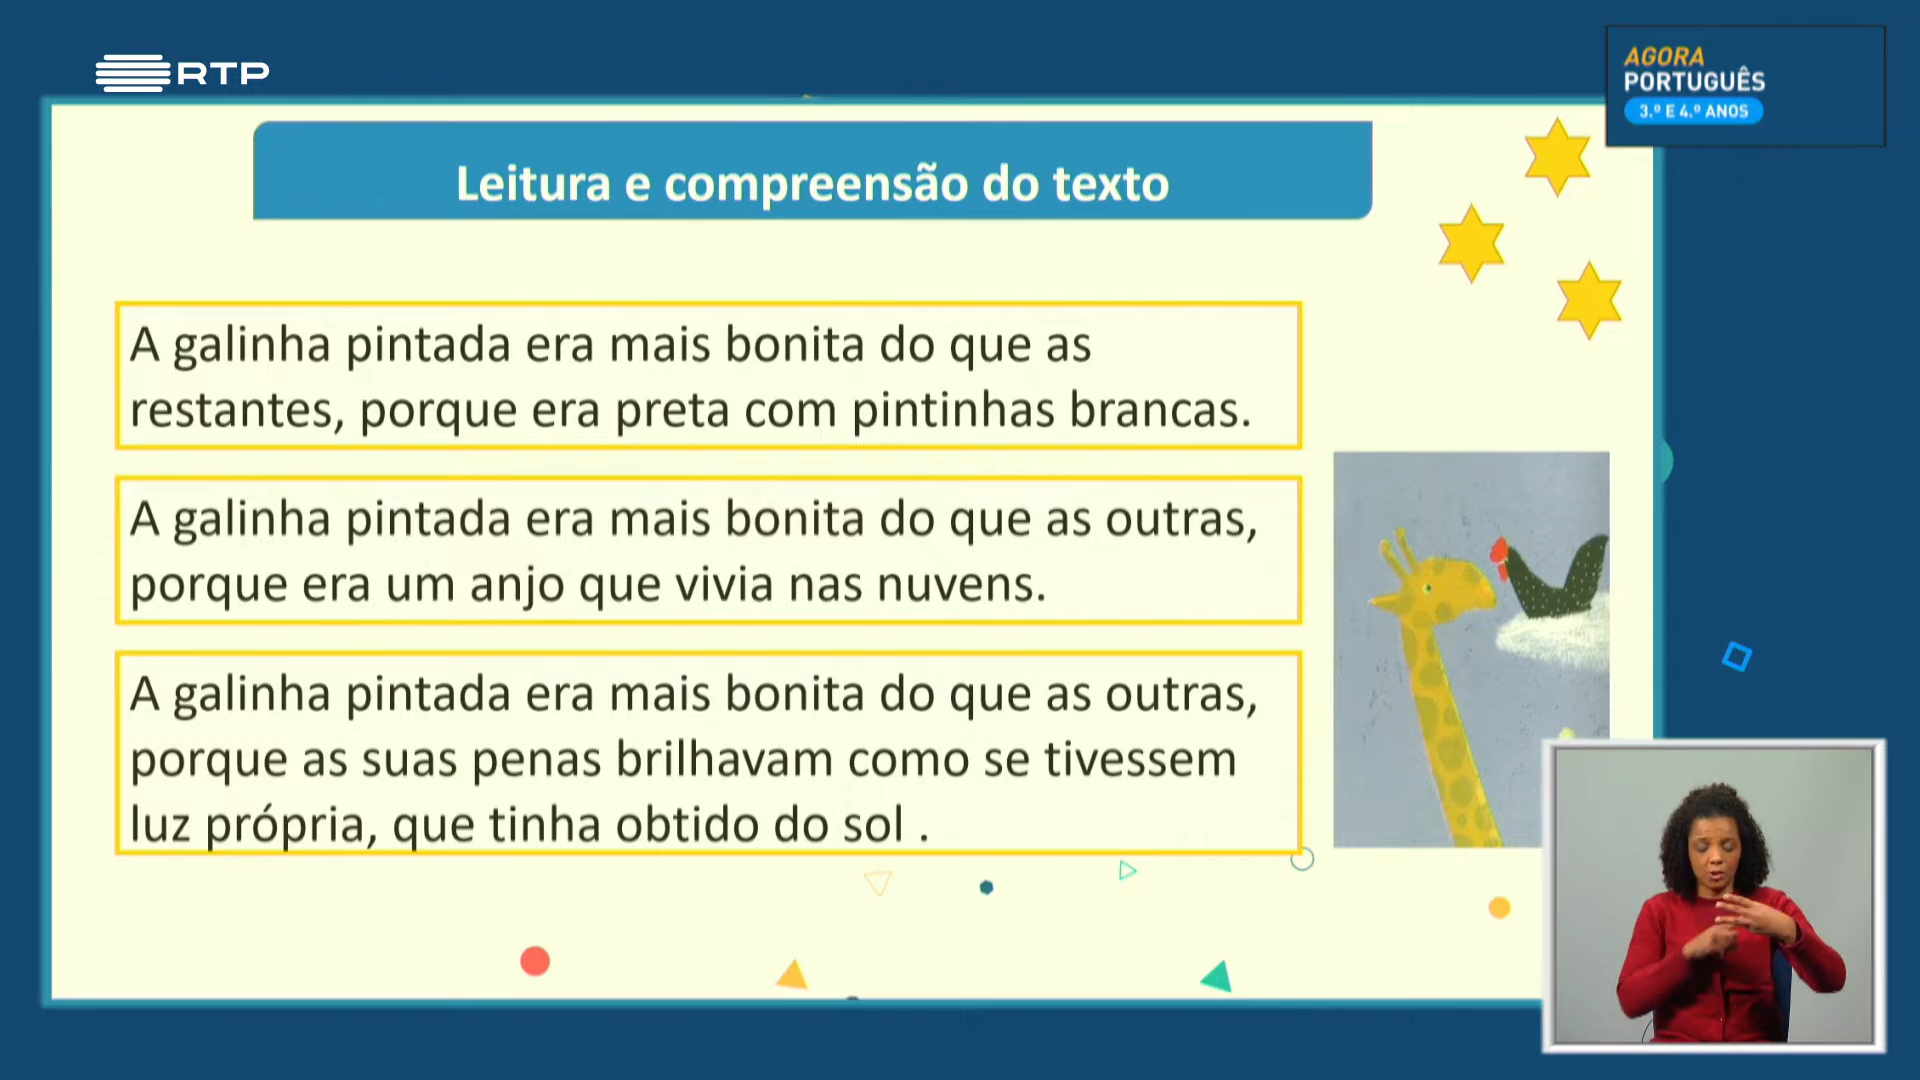 RTP
AGORA
PORTUGUÊS
3.º E 4.º ANOS
Leitura e compreensão do texto
A galinha pintada era mais bonita do que as
restantes, porque era preta com pintinhas brancas.
A galinha pintada era mais bonita do que as outras,
porque era um anjo que vivia nas nuvens.
A galinha pintada era mais bonita do que as outras,
porque as suas penas brilhavam como se tivessem
luz própria, que tinha obtido do sol .